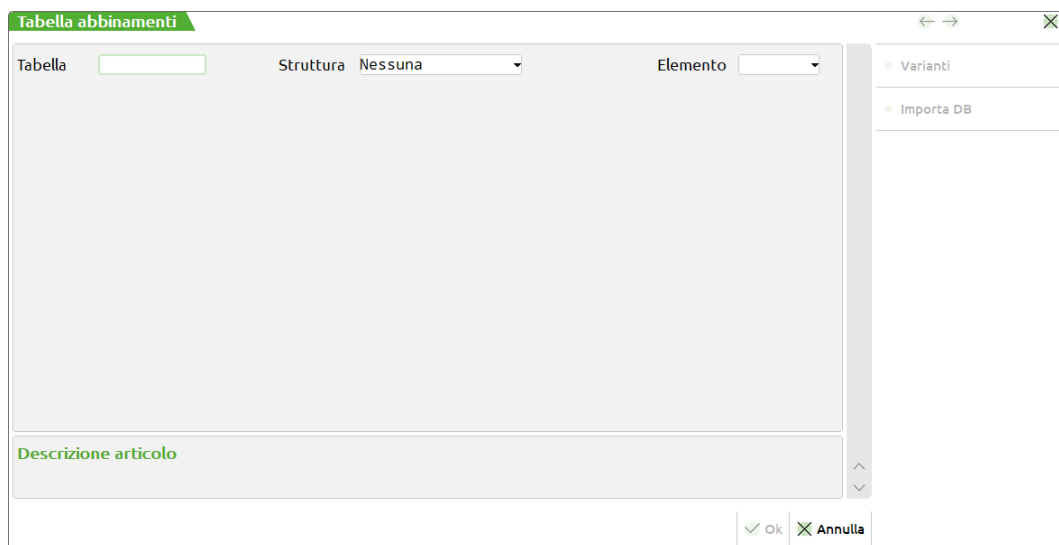 Tabella abbinamenti
Tabella Struttura Nessuna Elemento
Varianti
Importa DB
Descrizione articolo
Ok Annulla